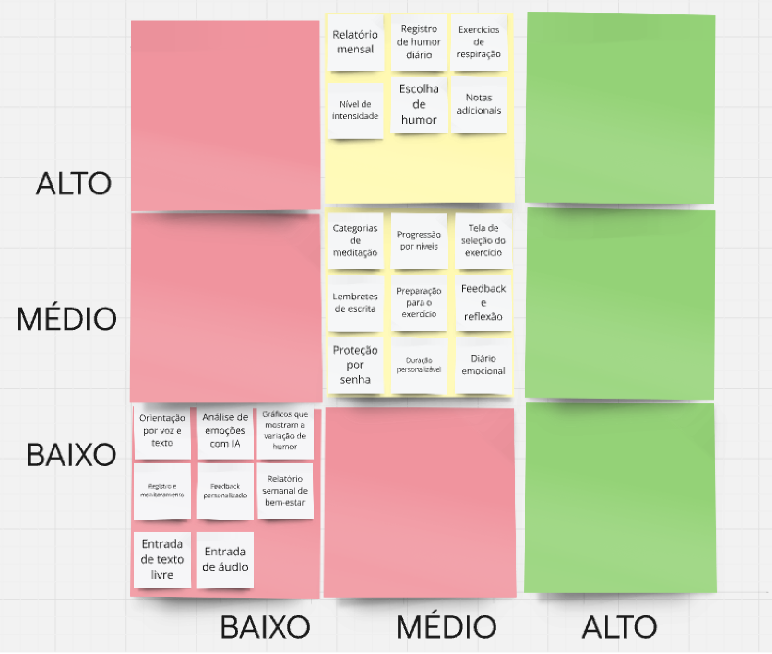 Relatório
mensal
Registro
de humor
diário
Exercícios
de
respiração
Nível de
intensidade
Escolha
de
humor
Notas
adicionais
ALTO
Categorias
de
meditação
Progressão
por níveis
Tela de
seleção do
exercício
Lembretes
de escrita
Preparação
para o
exercício
Feedback
e
reflexão
Proteção
por
senha
Duração
personalizável
Diário
emocional
MÉDIO
Orientação
por voz e
texto
Análise de
emoções
com IA
Gráficos que
mostram a
variação de
humor
Registro e
monitoramento
Feedback
personalizado
Relatório
semanal de
bem-estar
Entrada
de texto
livre
Entrada
de áudio
BAIXO
BAIXO
MÉDIO
ALTO